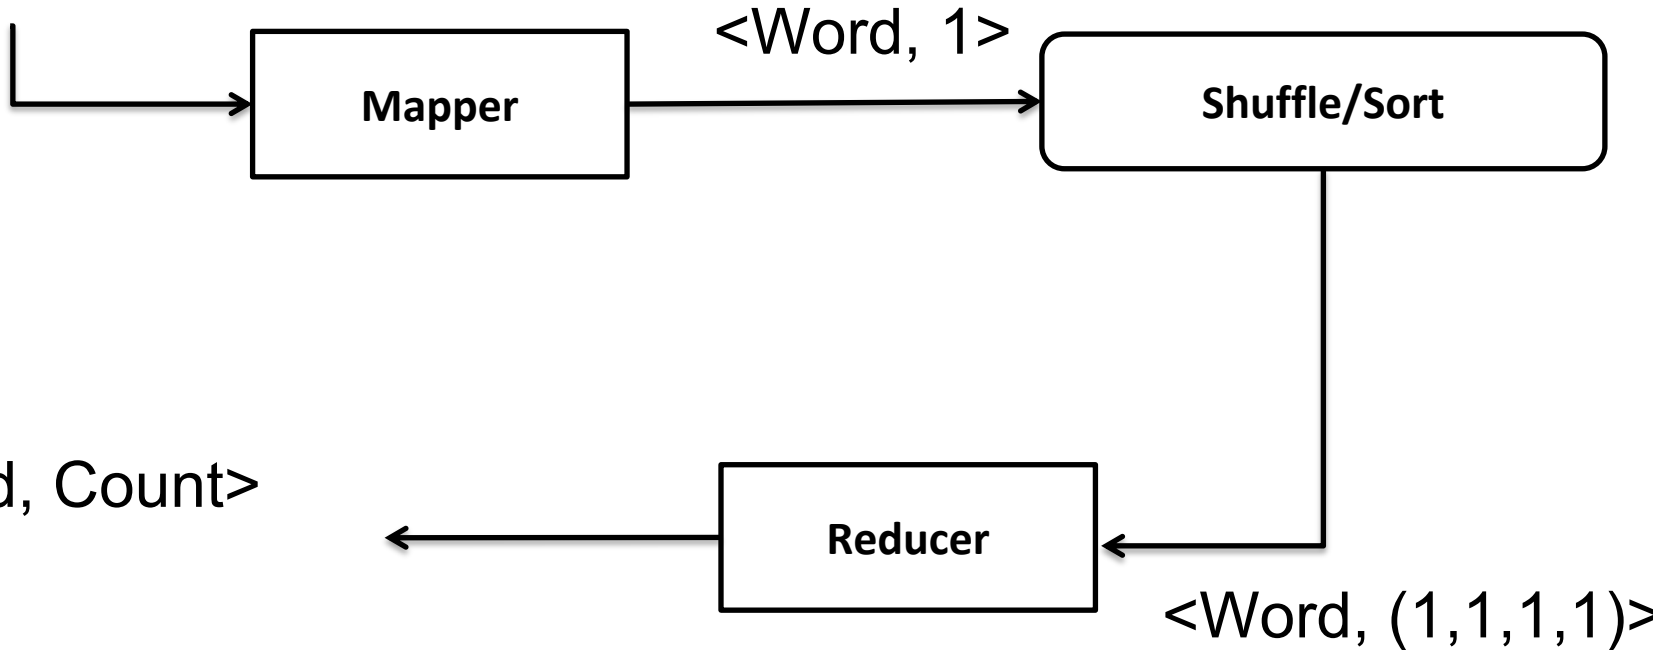 <Word, 1>
Mapper
Shuffle/Sort
d, Count>
Reducer
<Word, (1,1,1,1)>